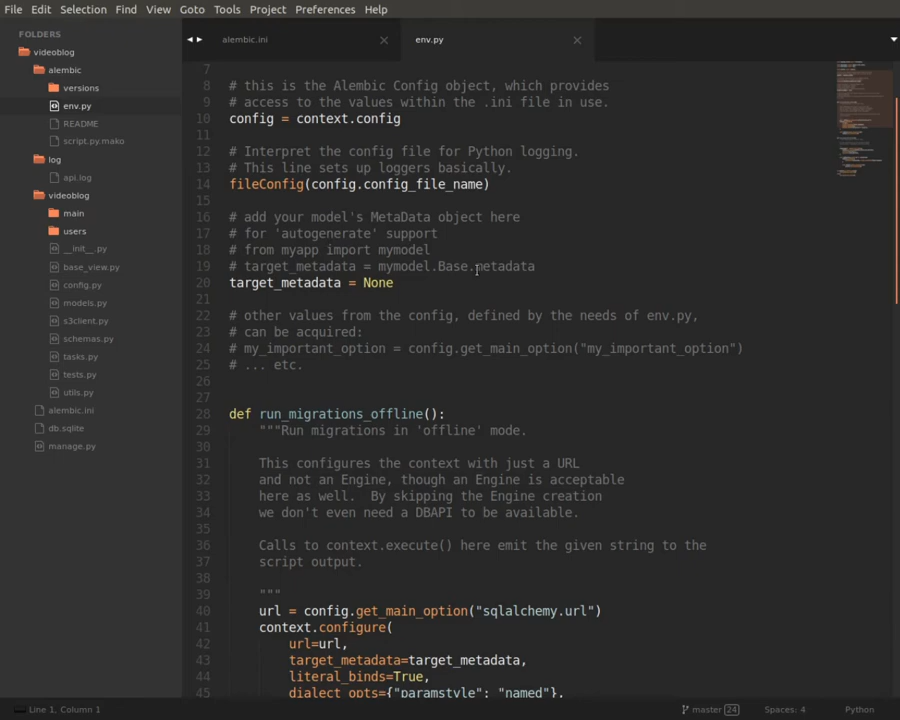 File Edit Selection Find View Goto Tools Project Preferences Help
FOLDERS
videoblog
alembic
versions
env.py
README
script.py.mako
log
api.log
videoblog
main
users
__init__.py
base_view.py
config.py
models.py
s3client.py
schemas.py
tasks.py
tests.py
utils.py
alembic.ini
db.sqlite
manage.py
alembic.ini
env.py
7
8 # this is the Alembic Config object, which provides
9 # access to the values within the .ini file in use.
10 config = context.config
11
12 # Interpret the config file for Python logging.
13 # This line sets up loggers basically.
14 fileConfig(config.config_file_name)
15
16 # add your model's MetaData object here
17 # for 'autogenerate' support
18 # from myapp import mymodel
19 # target_metadata = mymodel.Base.metadata
20 target_metadata = None
21
22 # other values from the config, defined by the needs of env.py,
23 # can be acquired:
24 # my_important_option = config.get_main_option("my_important_option")
25 # ... etc.
26
27
28 def run_migrations_offline():
29 """Run migrations in 'offline' mode.
30
31 This configures the context with just a URL
32 and not an Engine, though an Engine is acceptable
33 here as well. By skipping the Engine creation
34 we don't even need a DBAPI to be available.
35
36 Calls to context.execute() here emit the given string to the
37 script output.
38
39 """
40 url = config.get_main_option("sqlalchemy.url")
41 context.configure(
42 url=url,
43 target_metadata=target_metadata,
44 literal_binds=True,
45 dialect_opts={"paramstyle": "named"},
Line 1, Column 1
master 24
Spaces: 4
Python